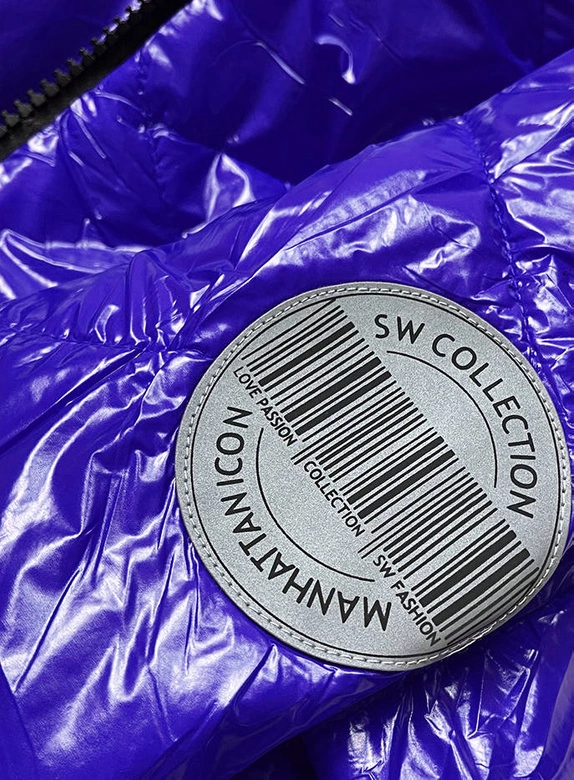 SW COLLECTION
LOVE PASSION | COLLECTION | SW FASHION
MANHATTANICON